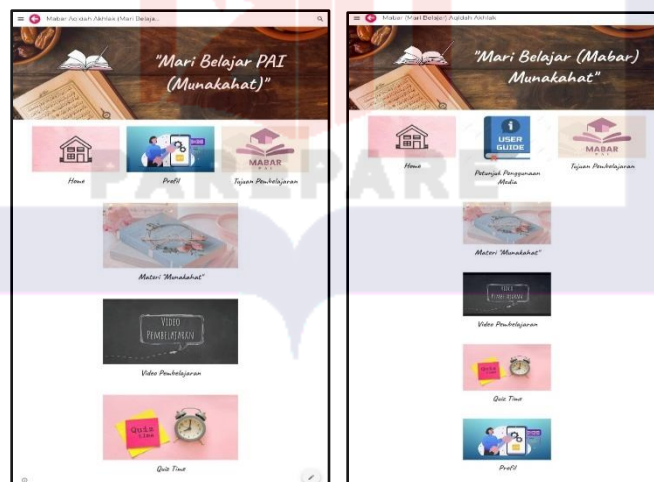 Mabar Aqidah Akhlak (Mari Belaja...
"Mari Belajar PAI
(Munakahat)"
MABAR
PAI
Home
Profil
Tujuan Pembelajaran
Materi "Munakahat"
VIDEO
PEMBELAJARAN
Video Pembelajaran
Quiz
time
Quiz Time
Mabar (Mari Belajar) Aqidah Akhlak
"Mari Belajar (Mabar)
Munakahat"
i
USER
GUIDE
MABAR
PAI
Home
Petunjuk Penggunaan
Media
Tujuan Pembelajaran
Materi "Munakahat"
VIDEO
PEMBELAJARAN
Video Pembelajaran
Quiz
time
Quiz Time
Profil
PAREPARE